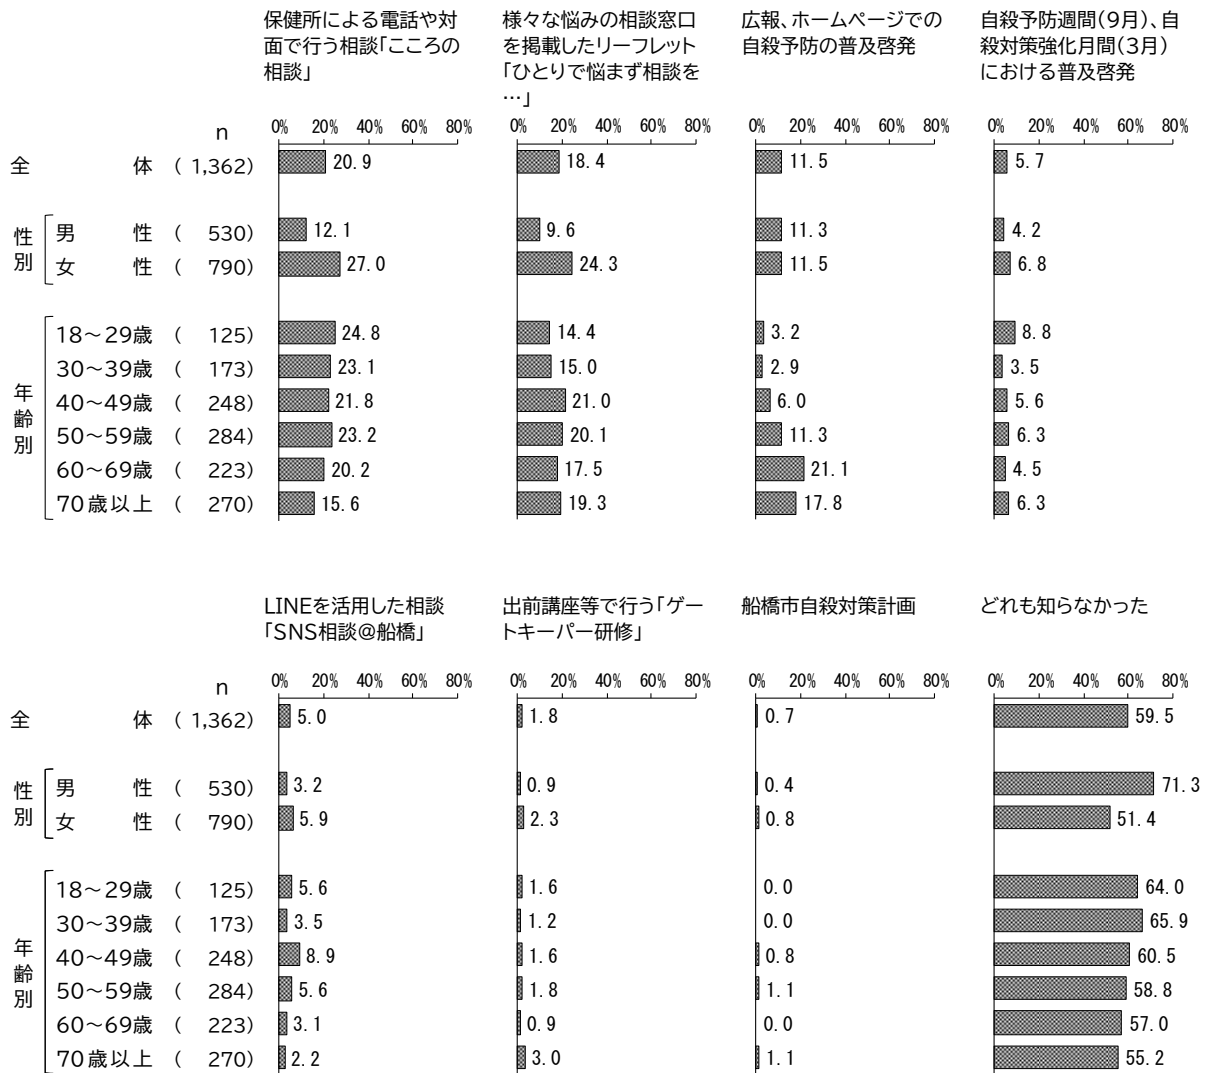 保健所による電話や対
面で行う相談「こころの
相談」
様々な悩みの相談窓口
を掲載したリーフレット
「ひとりで悩まず相談を
…」
広報、ホームページでの
自殺予防の普及啓発
自殺予防週間（9月）、自
殺対策強化月間（3月）
における普及啓発
n 0% 20% 40% 60% 80% 0% 20% 40% 60% 80% 0% 20% 40% 60% 80% 0% 20% 40% 60% 80%
全体 （1,362） 20.9 18.4 11.5 5.7
性別
男性 （530） 12.1 9.6 11.3 4.2
女性 （790） 27.0 24.3 11.5 6.8
年齢別
18～29歳 （125） 24.8 14.4 3.2 8.8
30～39歳 （173） 23.1 15.0 2.9 3.5
40～49歳 （248） 21.8 21.0 6.0 5.6
50～59歳 （284） 23.2 20.1 11.3 6.3
60～69歳 （223） 20.2 17.5 21.1 4.5
70歳以上 （270） 15.6 19.3 17.8 6.3
LINEを活用した相談
「SNS相談@船橋」
出前講座等で行う「ゲー
トキーパー研修」
船橋市自殺対策計画
どれも知らなかった
n 0% 20% 40% 60% 80% 0% 20% 40% 60% 80% 0% 20% 40% 60% 80% 0% 20% 40% 60% 80%
全体 （1,362） 5.0 1.8 0.7 59.5
性別
男性 （530） 3.2 0.9 0.4 71.3
女性 （790） 5.9 2.3 0.8 51.4
年齢別
18～29歳 （125） 5.6 1.6 0.0 64.0
30～39歳 （173） 3.5 1.2 0.0 65.9
40～49歳 （248） 8.9 1.6 0.8 60.5
50～59歳 （284） 5.6 1.8 1.1 58.8
60～69歳 （223） 3.1 0.9 0.0 57.0
70歳以上 （270） 2.2 3.0 1.1 55.2